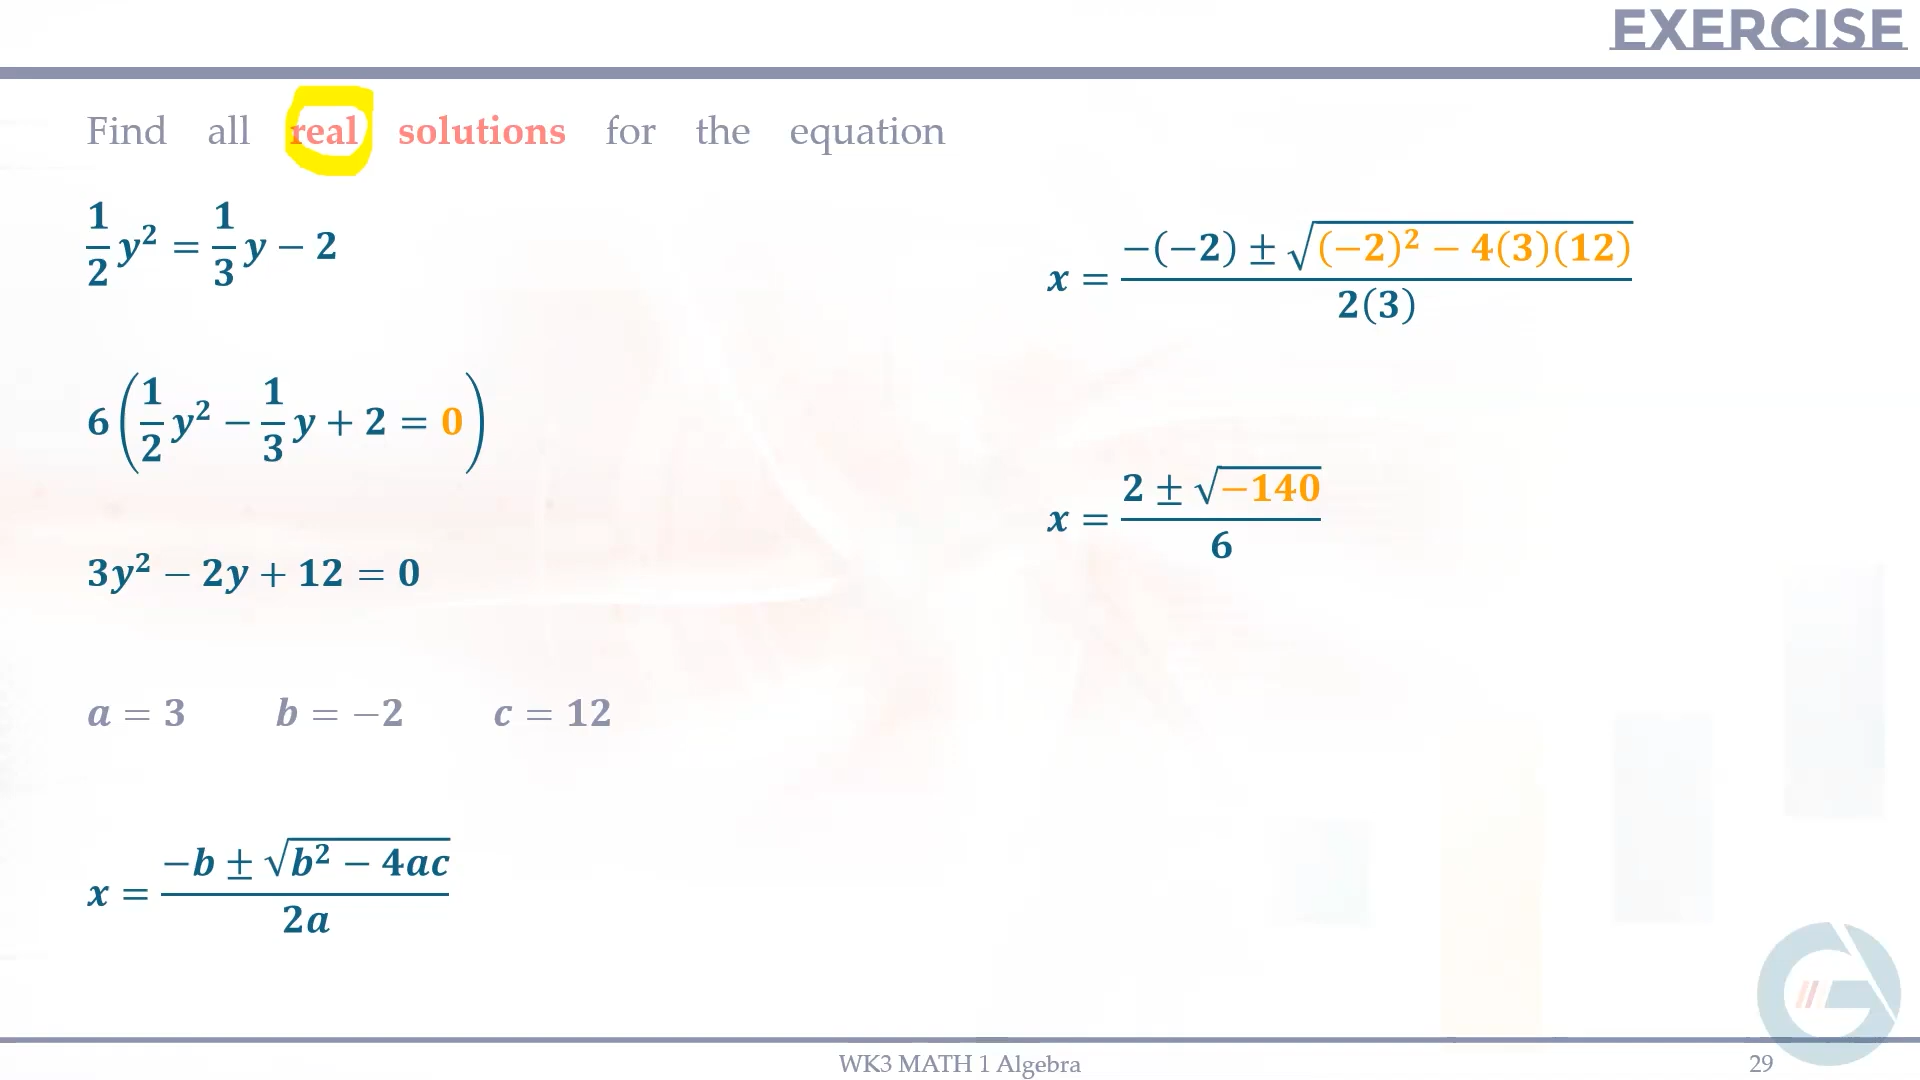 EXERCISE
Find all real solutions for the equation
1/2 y² = 1/3 y − 2
6(1/2 y² − 1/3 y + 2 = 0)
3y² − 2y + 12 = 0
a = 3 b = −2 c = 12
x = (−b ± √(b² − 4ac))/2a
x = (−(−2) ± √((−2)² − 4(3)(12)))/2(3)
x = (2 ± √(−140))/6
WK3 MATH 1 Algebra
29